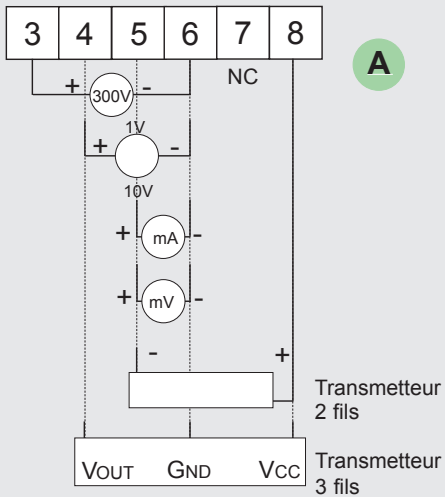 3 4 5 6 7 8
A
NC
+ 300V -
1V
+ -
10V
+ mA -
+ mV -
- +
Transmetteur
2 fils
VOUT GND VCC
Transmetteur
3 fils